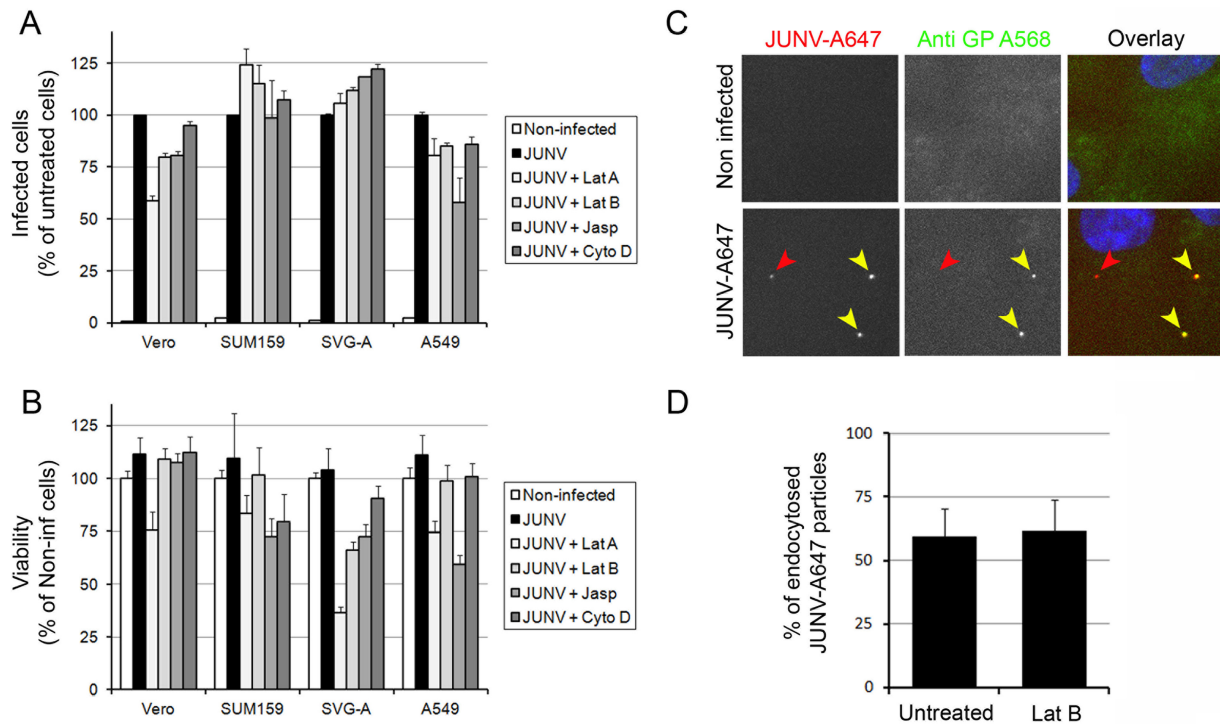 A
Infected cells
(% of untreated cells)
125
100
75
50
25
0
Vero SUM159 SVG-A A549
Non-infected
JUNV
JUNV + Lat A
JUNV + Lat B
JUNV + Jasp
JUNV + Cyto D
B
Viability
(% of Non-inf cells)
125
100
75
50
25
0
Vero SUM159 SVG-A A549
Non-infected
JUNV
JUNV + Lat A
JUNV + Lat B
JUNV + Jasp
JUNV + Cyto D
C
JUNV-A647 Anti GP A568 Overlay
Non infected
JUNV-A647
D
% of endocytosed
JUNV-A647 particles
100
75
50
25
0
Untreated Lat B